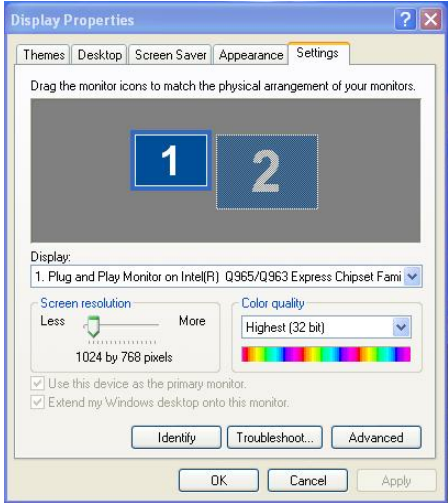 Display Properties
Themes Desktop Screen Saver Appearance Settings
Drag the monitor icons to match the physical arrangement of your monitors.
1 2
Display:
1. Plug and Play Monitor on Intel(R) Q965/Q963 Express Chipset Fami
Screen resolution
Less More
1024 by 768 pixels
Color quality
Highest (32 bit)
Use this device as the primary monitor.
Extend my Windows desktop onto this monitor.
Identify Troubleshoot... Advanced
OK Cancel Apply